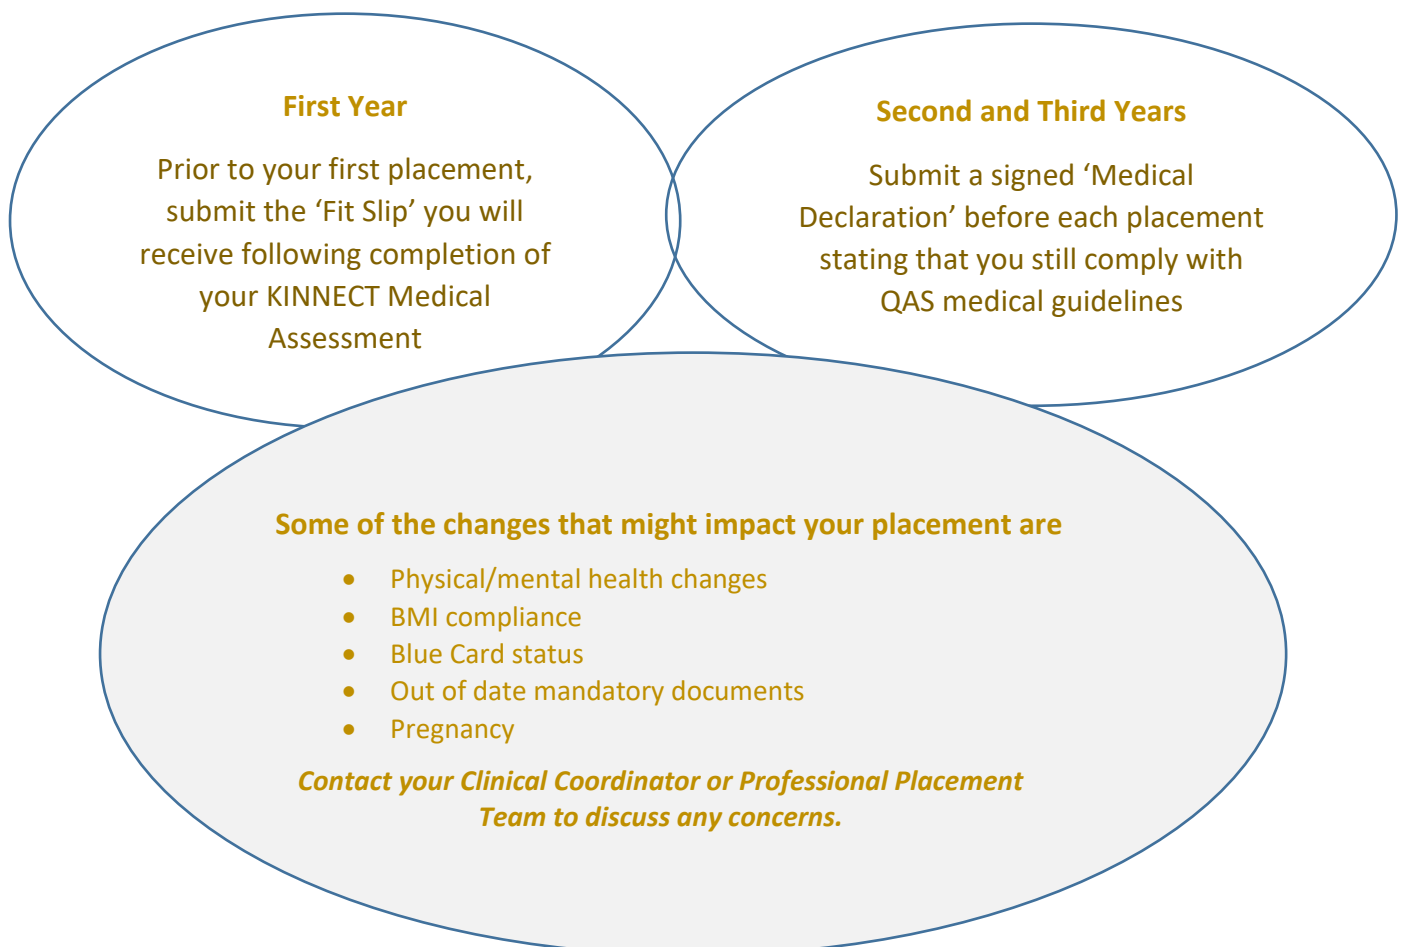 First Year
Prior to your first placement,
submit the ‘Fit Slip’ you will
receive following completion of
your KINNECT Medical
Assessment
Second and Third Years
Submit a signed ‘Medical
Declaration’ before each placement
stating that you still comply with
QAS medical guidelines
Some of the changes that might impact your placement are
• Physical/mental health changes
• BMI compliance
• Blue Card status
• Out of date mandatory documents
• Pregnancy
Contact your Clinical Coordinator or Professional Placement
Team to discuss any concerns.